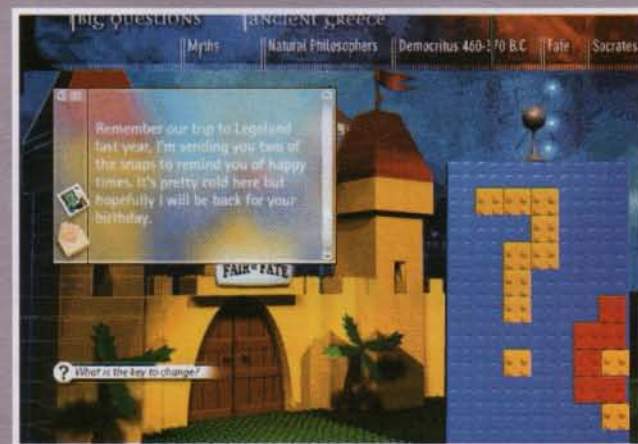 BIG QUESTIONS ANCIENT GREECE
Myths Natural Philosophers Democritus 460-370 B.C Fate Socrates
Remember our trip to Legoland
last year, I'm sending you two of
the snaps to remind you of happy
times. It's pretty cold here but
hopefully I will be back for your
birthday.
FAIR of FATE
? What is the key to change?
?